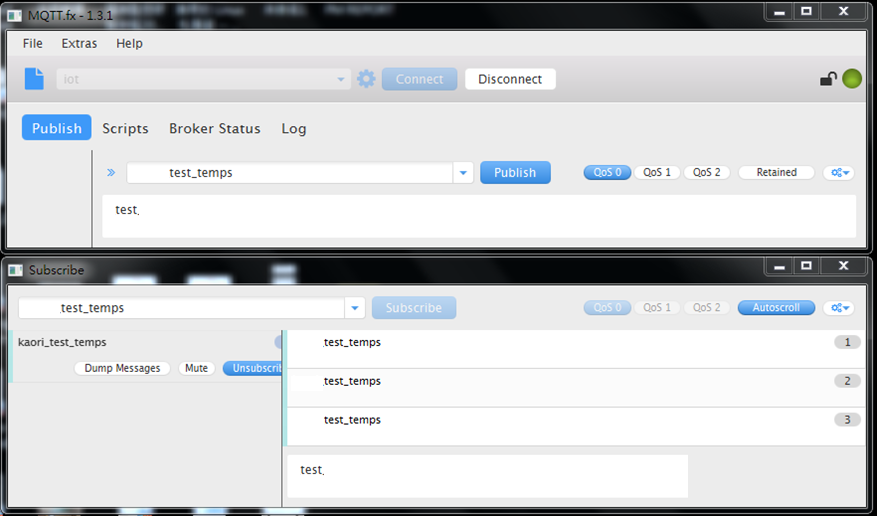 MQTT.fx - 1.3.1
File Extras Help
iot Connect Disconnect
Publish Scripts Broker Status Log
test_temps Publish QoS 0 QoS 1 QoS 2 Retained
test
Subscribe
test_temps Subscribe QoS 0 QoS 1 QoS 2 Autoscroll
kaori_test_temps
Dump Messages Mute Unsubscrib
test_temps 1
test_temps 2
test_temps 3
test